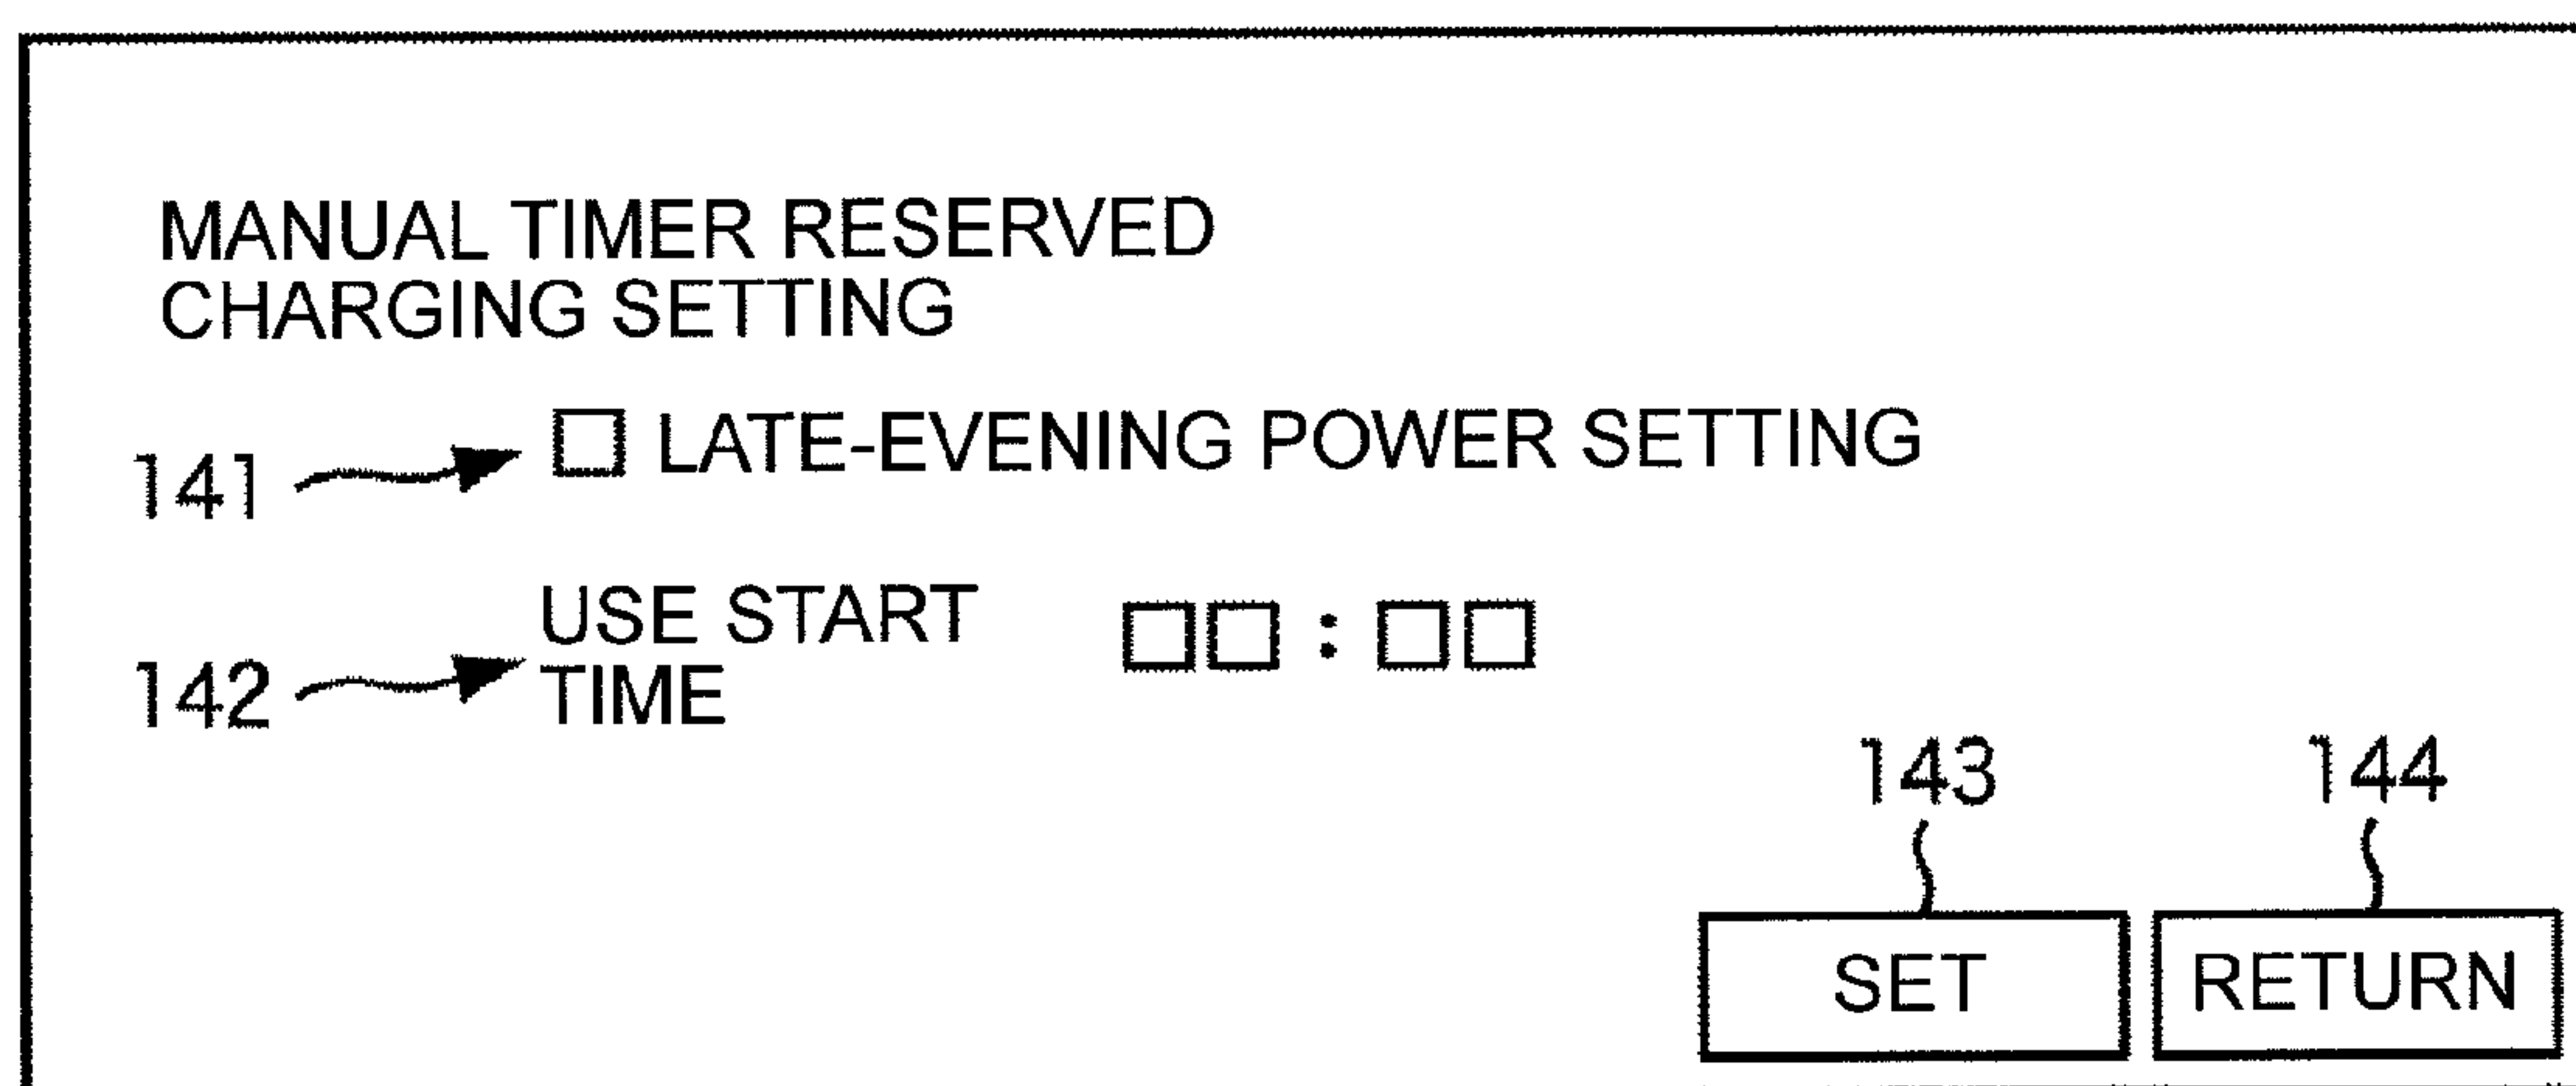 MANUAL TIMER RESERVED
CHARGING SETTING
141 □ LATE-EVENING POWER SETTING
142 USE START TIME □□:□□
143 144
SET RETURN